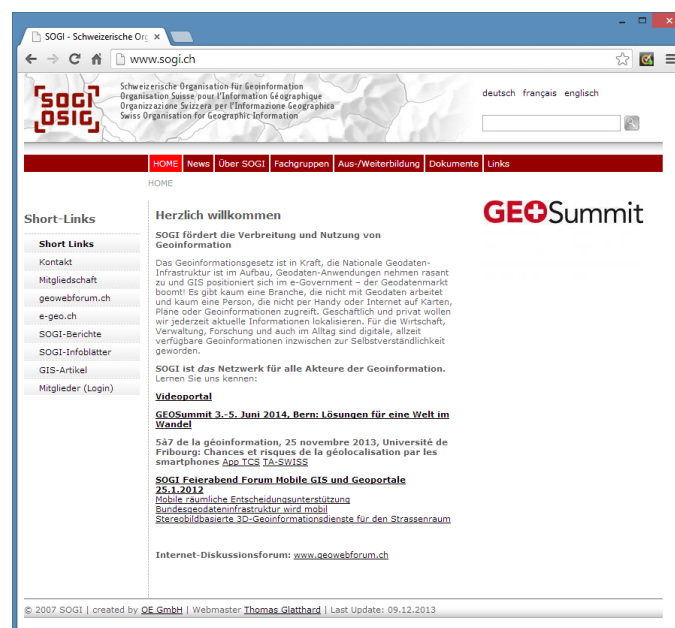 SOGI - Schweizerische Org
www.sogi.ch
SOGI
OSIG
Schweizerische Organisation für Geoinformation
Organisation Suisse pour l'Information Géographique
Organizzazione Svizzera per l'Informazione Geographica
Swiss Organisation for Geographic Information
deutsch français englisch
HOME News Über SOGI Fachgruppen Aus-/Weiterbildung Dokumente Links
HOME
Short-Links
Short Links
Kontakt
Mitgliedschaft
geowebforum.ch
e-geo.ch
SOGI-Berichte
SOGI-Infoblätter
GIS-Artikel
Mitglieder (Login)
Herzlich willkommen
SOGI fördert die Verbreitung und Nutzung von
Geoinformation
Das Geoinformationsgesetz ist in Kraft, die Nationale Geodaten-
Infrastruktur ist im Aufbau, Geodaten-Anwendungen nehmen rasant
zu und GIS positioniert sich im e-Government – der Geodatenmarkt
boomt! Es gibt kaum eine Branche, die nicht mit Geodaten arbeitet
und kaum eine Person, die nicht per Handy oder Internet auf Karten,
Pläne oder Geoinformationen zugreift. Geschäftlich und privat wollen
wir jederzeit aktuelle Informationen lokalisieren. Für die Wirtschaft,
Verwaltung, Forschung und auch im Alltag sind digitale, allzeit
verfügbare Geoinformationen inzwischen zur Selbstverständlichkeit
geworden.
SOGI ist das Netzwerk für alle Akteure der Geoinformation.
Lernen Sie uns kennen:
Videoportal
GEOSummit 3.-5. Juni 2014, Bern: Lösungen für eine Welt im
Wandel
5à7 de la géoinformation, 25 novembre 2013, Université de
Fribourg: Chances et risques de la géolocalisation par les
smartphones App TCS TA-SWISS
SOGI Feierabend Forum Mobile GIS und Geoportale
25.1.2012
Mobile räumliche Entscheidungsunterstützung
Bundesgeodateninfrastruktur wird mobil
Stereobildbasierte 3D-Geoinformationsdienste für den Strassenraum
Internet-Diskussionsforum: www.geowebforum.ch
GEOSummit
© 2007 SOGI | created by OE GmbH | Webmaster Thomas Glatthard | Last Update: 09.12.2013